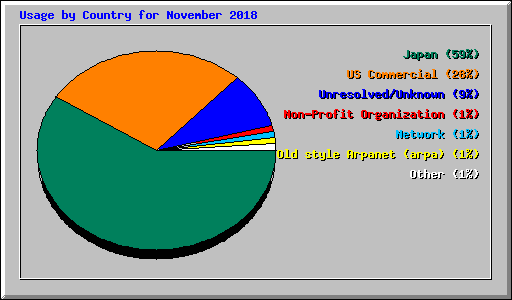 Usage by Country for November 2018
Japan (59%)
US Commercial (28%)
Unresolved/Unknown (9%)
Non-Profit Organization (1%)
Network (1%)
Old style Arpanet (arpa) (1%)
Other (1%)